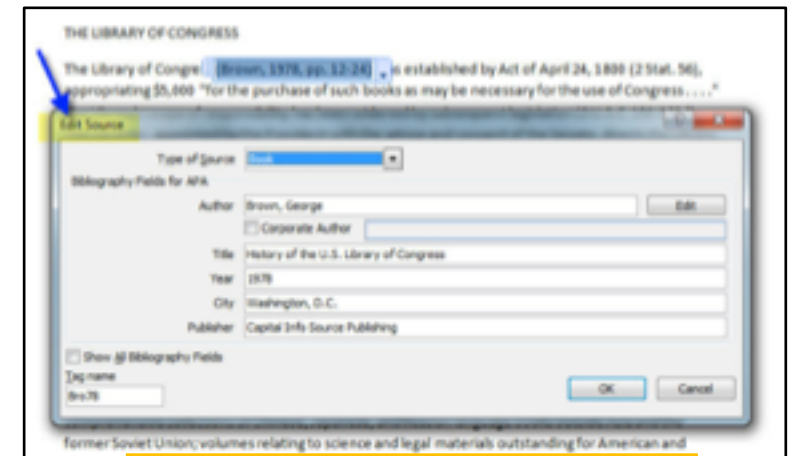 THE LIBRARY OF CONGRESS
The Library of Congre (Brown, 1978, pp. 12-24) s established by Act of April 24, 1800 (2 Stat. 56),
appropriating $5,000 "for the purchase of such books as may be necessary for the use of Congress . . . ."
Edit Source
Type of Source Book
Bibliography Fields for APA
Author Brown, George Edit
Corporate Author
Title History of the U.S. Library of Congress
Year 1978
City Washington, D.C.
Publisher Capital Info Source Publishing
Show All Bibliography Fields
Tag name
Bro78
OK Cancel
former Soviet Union; volumes relating to science and legal materials outstanding for American and